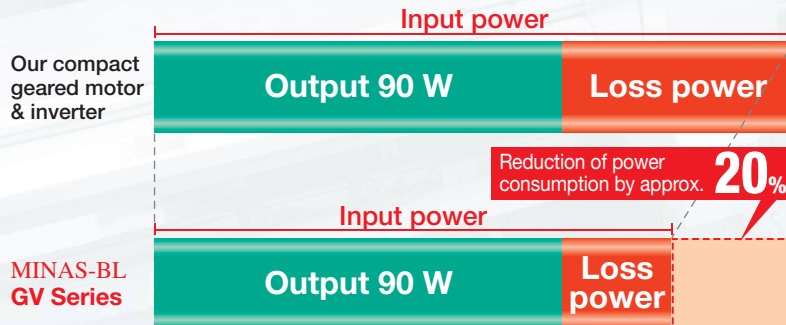 Input power
Our compact
geared motor
& inverter
Output 90 W
Loss power
Reduction of power
consumption by approx. 20%
Input power
MINAS-BL
GV Series
Output 90 W
Loss
power